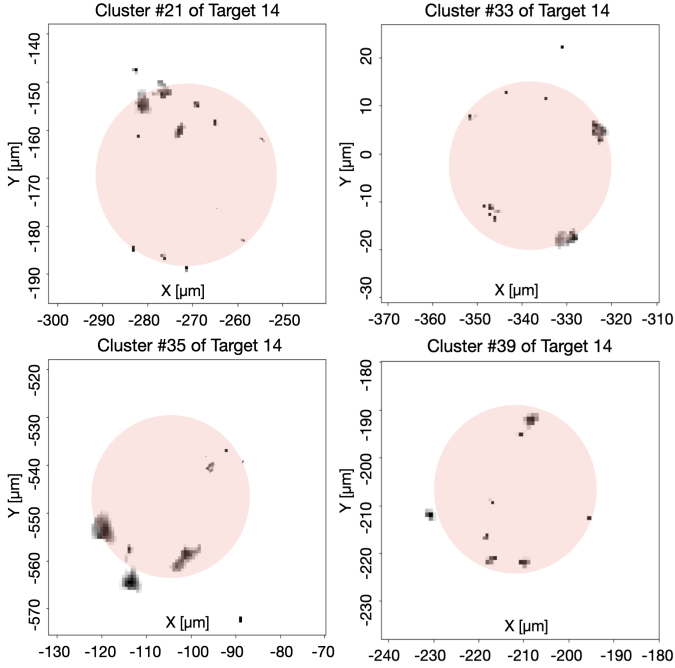 Cluster #21 of Target 14
Y [µm]
-140
-150
-160
-170
-180
-190
X [µm]
-300 -290 -280 -270 -260 -250
Cluster #33 of Target 14
Y [µm]
20
10
0
-10
-20
-30
X [µm]
-370 -360 -350 -340 -330 -320 -310
Cluster #35 of Target 14
Y [µm]
-520
-530
-540
-550
-560
-570
X [µm]
-130 -120 -110 -100 -90 -80 -70
Cluster #39 of Target 14
Y [µm]
-180
-190
-200
-210
-220
-230
X [µm]
-240 -230 -220 -210 -200 -190 -180